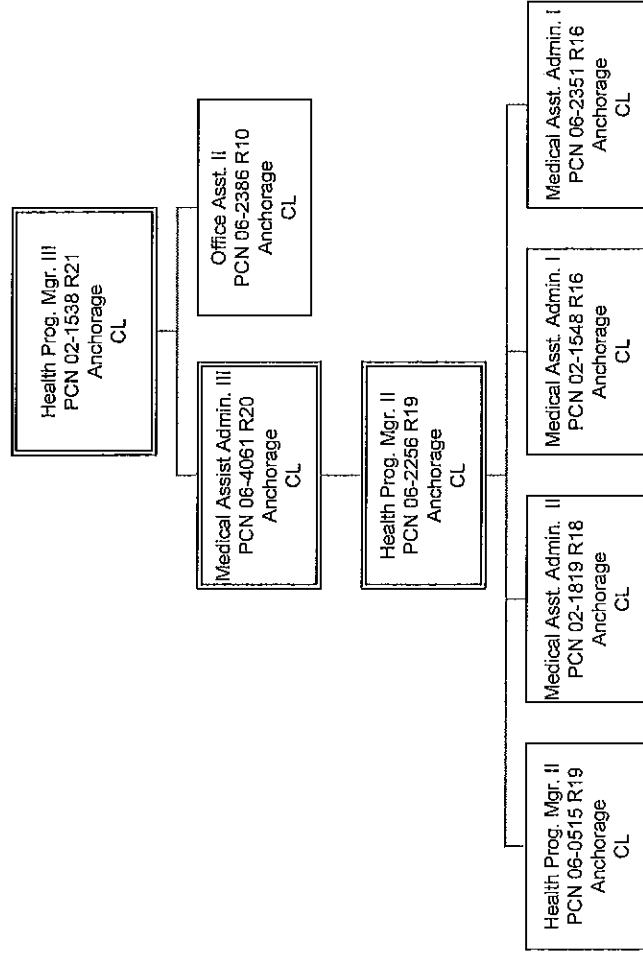 Health Prog. Mgr. III
PCN 02-1538 R21
Anchorage
CL
Medical Assist Admin. III
PCN 06-4061 R20
Anchorage
CL
Office Asst. II
PCN 06-2386 R10
Anchorage
CL
Health Prog. Mgr. II
PCN 06-2256 R19
Anchorage
CL
Health Prog. Mgr. II
PCN 06-0515 R19
Anchorage
CL
Medical Asst. Admin. II
PCN 02-1819 R18
Anchorage
CL
Medical Asst. Admin. I
PCN 02-1548 R16
Anchorage
CL
Medical Asst. Admin. I
PCN 06-2351 R16
Anchorage
CL